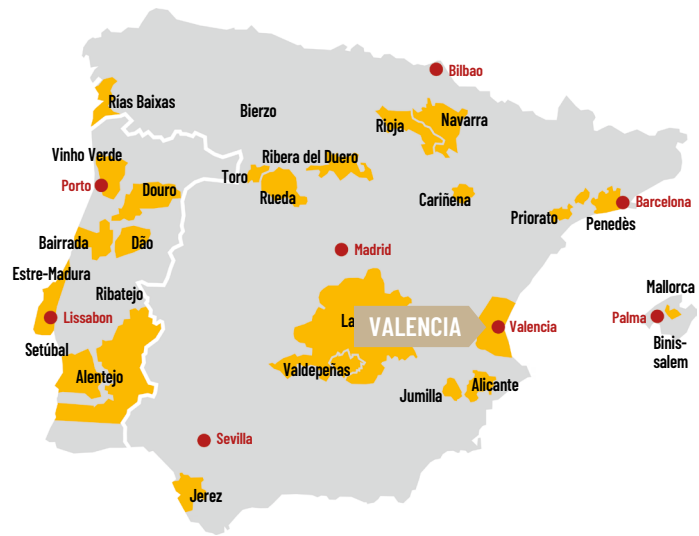 Bilbao
Rías Baixas
Bierzo
Rioja
Navarra
Vinho Verde
Ribera del Duero
Toro
Porto
Douro
Rueda
Cariñena
Barcelona
Priorato
Penedès
Bairrada
Dão
Madrid
Estre-Madura
Ribatejo
Mallorca
Lissabon
La
VALENCIA
Valencia
Palma
Setúbal
Binis-
salem
Valdepeñas
Alentejo
Jumilla
Alicante
Sevilla
Jerez